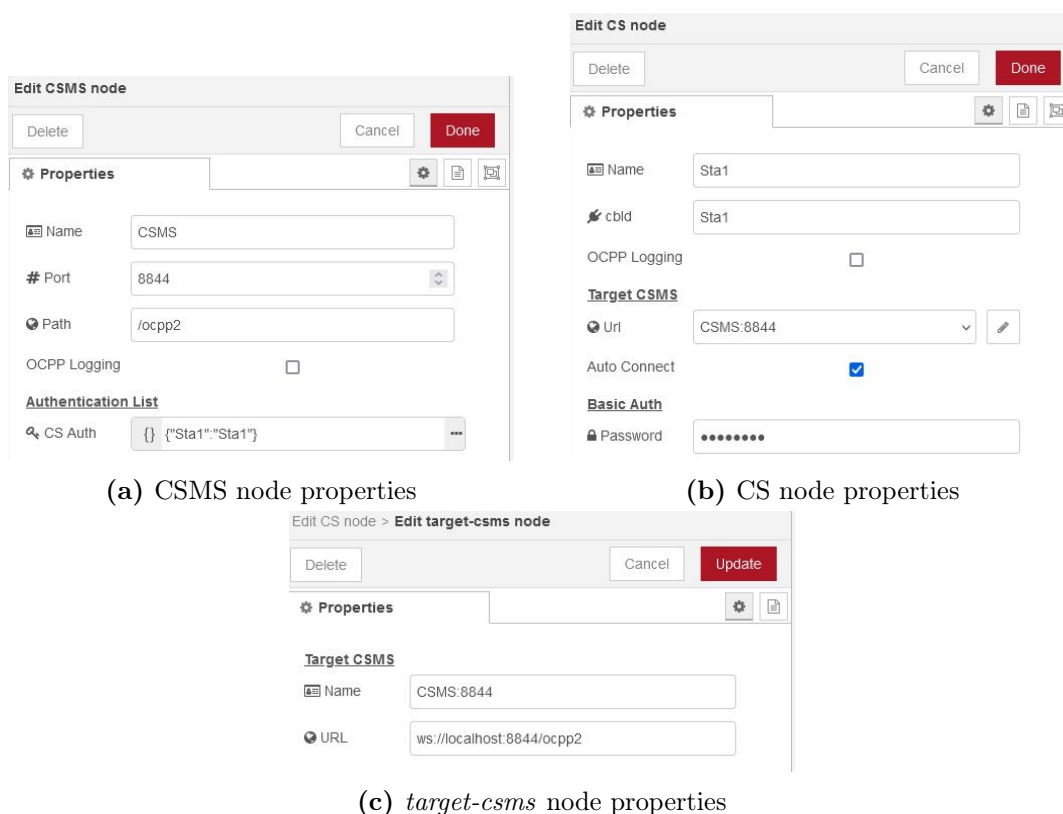 Edit CSMS node
Delete Cancel Done
Properties
Name CSMS
# Port 8844
Path /ocpp2
OCPP Logging
Authentication List
CS Auth {} {"Sta1":"Sta1"} •••
(a) CSMS node properties
Edit CS node
Delete Cancel Done
Properties
Name Sta1
cbId Sta1
OCPP Logging
Target CSMS
Url CSMS:8844
Auto Connect
Basic Auth
Password ••••••••
(b) CS node properties
Edit CS node > Edit target-csms node
Delete Cancel Update
Properties
Target CSMS
Name CSMS:8844
URL ws://localhost:8844/ocpp2
(c) target-csms node properties